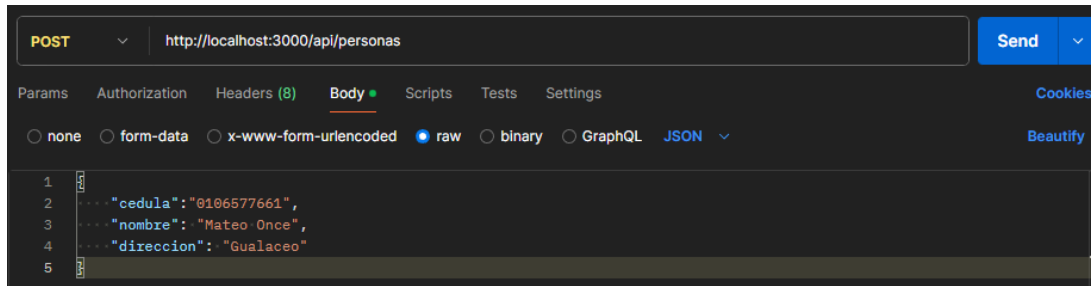 POST http://localhost:3000/api/personas Send
Params Authorization Headers (8) Body Scripts Tests Settings Cookies
none form-data x-www-form-urlencoded raw binary GraphQL JSON Beautify
1 {
2 "cedula":"0106577661",
3 "nombre": "Mateo Once",
4 "direccion": "Gualaceo"
5 }